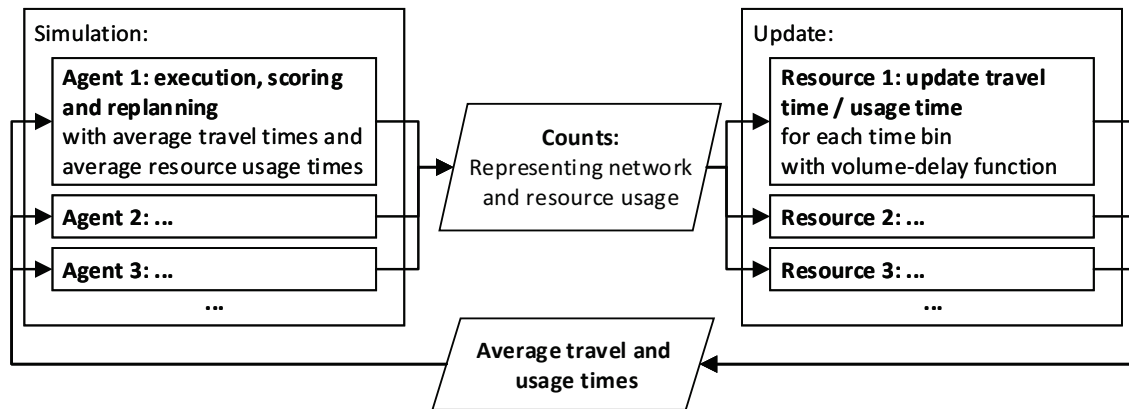 Simulation:
Agent 1: execution, scoring
and replanning
with average travel times and
average resource usage times
Agent 2: ...
Agent 3: ...
...
Counts:
Representing network
and resource usage
Update:
Resource 1: update travel
time / usage time
for each time bin
with volume-delay function
Resource 2: ...
Resource 3: ...
...
Average travel and
usage times